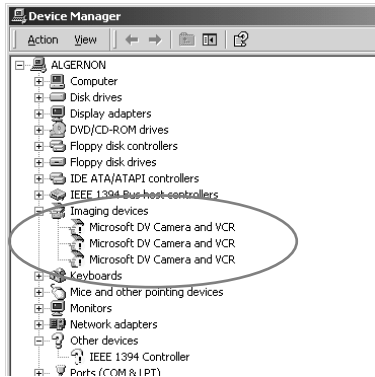 Device Manager
Action View
ALGERNON
Computer
Disk drives
Display adapters
DVD/CD-ROM drives
Floppy disk controllers
Floppy disk drives
IDE ATA/ATAPI controllers
IEEE 1394 Bus host controllers
Imaging devices
Microsoft DV Camera and VCR
Microsoft DV Camera and VCR
Microsoft DV Camera and VCR
Keyboards
Mice and other pointing devices
Monitors
Network adapters
Other devices
IEEE 1394 Controller
Ports (COM & LPT)